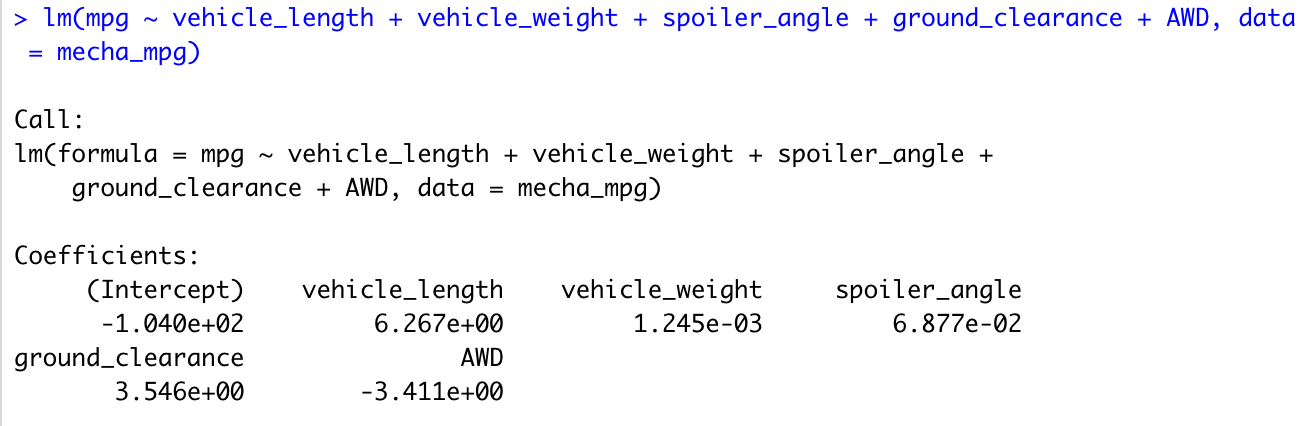 > lm(mpg ~ vehicle_length + vehicle_weight + spoiler_angle + ground_clearance + AWD, data
 = mecha_mpg)

Call:
lm(formula = mpg ~ vehicle_length + vehicle_weight + spoiler_angle +
    ground_clearance + AWD, data = mecha_mpg)

Coefficients:
     (Intercept)    vehicle_length    vehicle_weight     spoiler_angle
      -1.040e+02         6.267e+00         1.245e-03         6.877e-02
ground_clearance               AWD
       3.546e+00        -3.411e+00